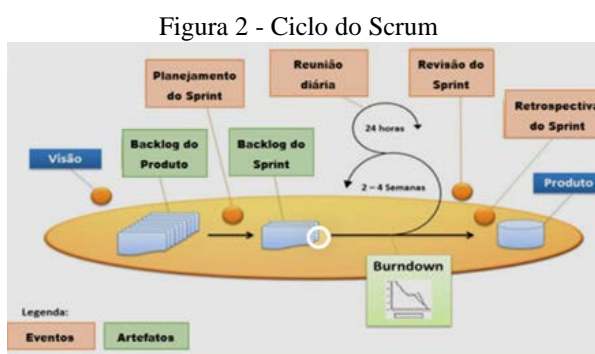 Figura 2 - Ciclo do Scrum
Planejamento
do Sprint
Reunião
diária
Revisão do
Sprint
Retrospectiva
do Sprint
Visão
Backlog do
Produto
Backlog do
Sprint
24 horas
2 – 4 Semanas
Produto
Burndown
Legenda:
Eventos
Artefatos